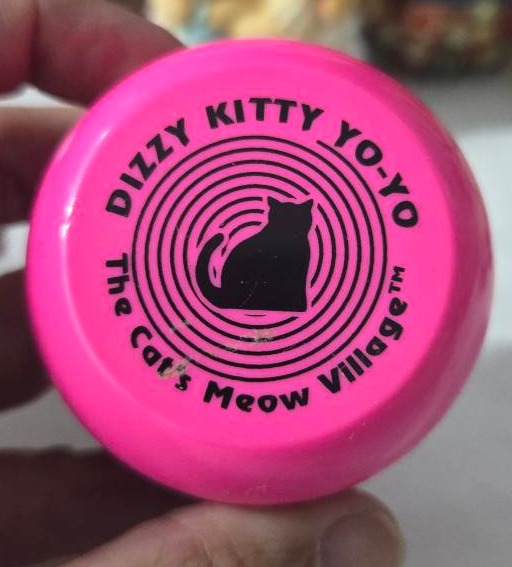 DIZZY KITTY YO-YO
The Cat's Meow Village™